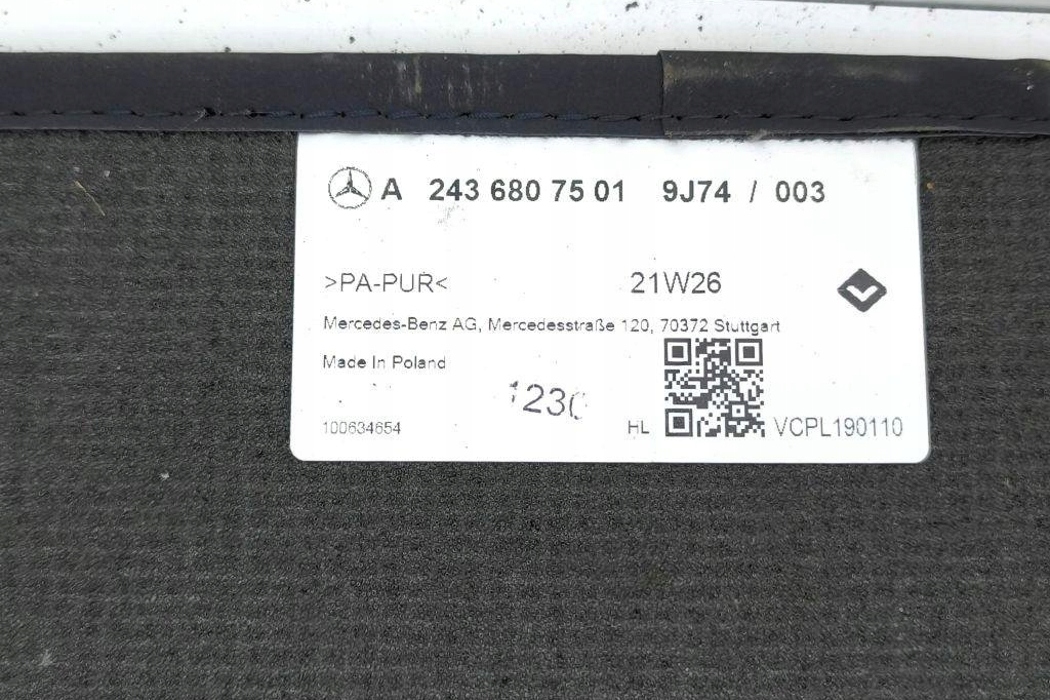 A 243 680 75 01 9J74 / 003
>PA-PUR< 21W26
Mercedes-Benz AG, Mercedesstraße 120, 70372 Stuttgart
Made In Poland
100634654 HL VCPL190110